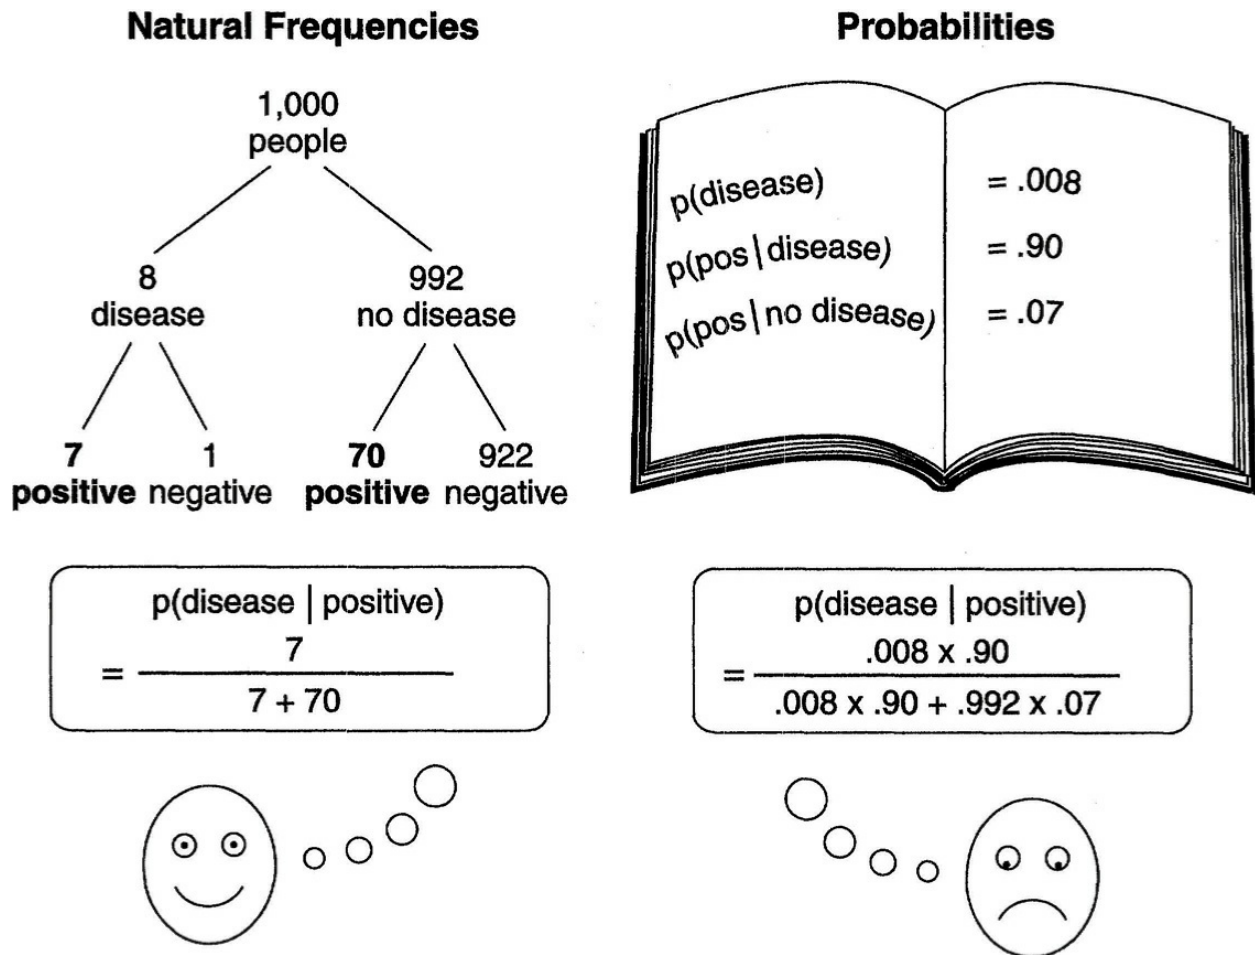 Natural Frequencies
1,000
people
8
disease
992
no disease
7
positive
1
negative
70
positive
922
negative
p(disease | positive)
= 7
7 + 70
Probabilities
p(disease) = .008
p(pos | disease) = .90
p(pos | no disease) = .07
p(disease | positive)
= .008 x .90
.008 x .90 + .992 x .07